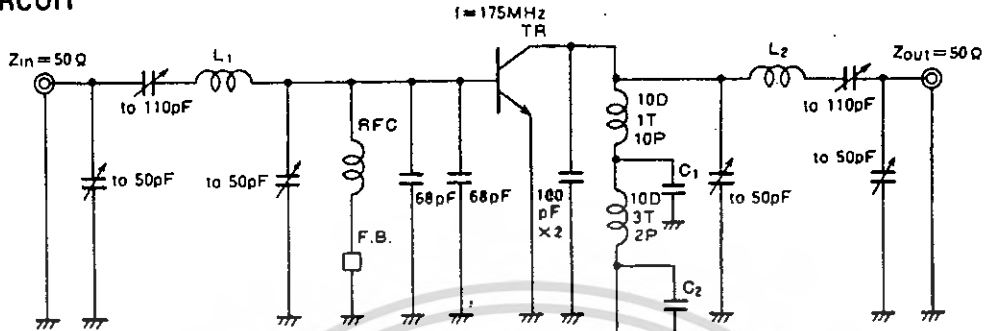 RCUIT
f=175MHz
TR
Zin=50Ω
L₁
to 110pF
to 50pF
to 50pF
RFC
F.B.
68pF
68pF
100
pF
×2
10D
1T
10P
C₁
10D
3T
2P
C₂
to 50pF
L₂
to 110pF
to 50pF
Zout=50Ω